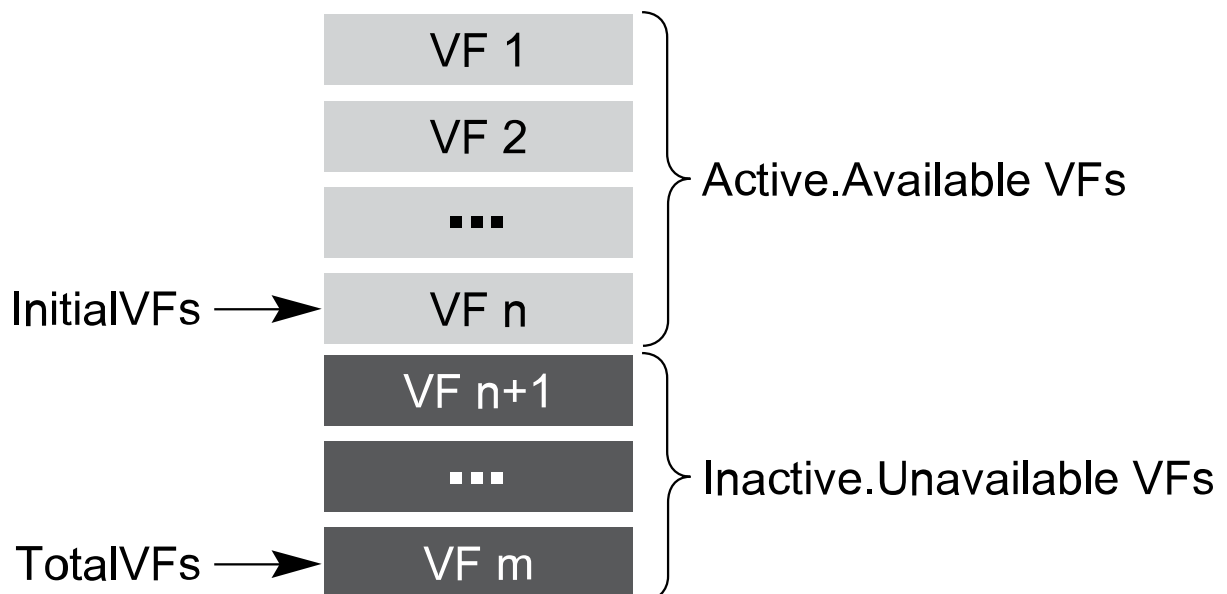 VF 1
VF 2
Active.Available VFs
...
InitialVFs
VF n
VF n+1
...
Inactive.Unavailable VFs
TotalVFs
VF m